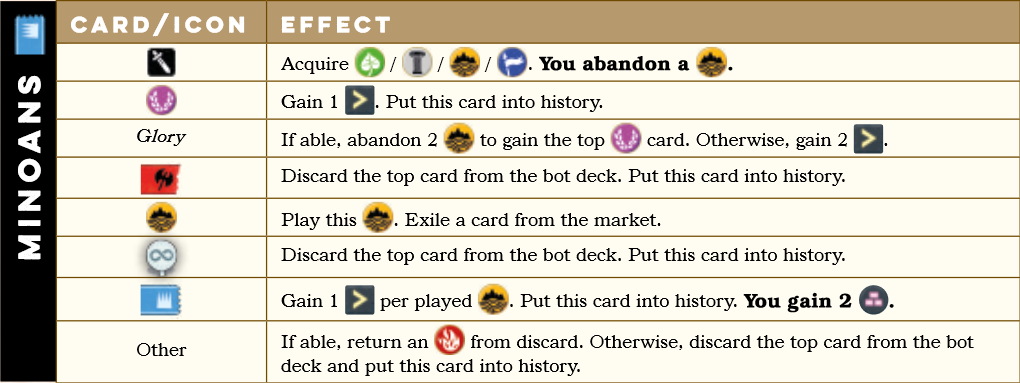 MINOANS
CARD/ICON EFFECT
Acquire / / / . You abandon a .
Gain 1 . Put this card into history.
Glory If able, abandon 2 to gain the top card. Otherwise, gain 2 .
Discard the top card from the bot deck. Put this card into history.
Play this . Exile a card from the market.
Discard the top card from the bot deck. Put this card into history.
Gain 1 per played . Put this card into history. You gain 2 .
Other If able, return an from discard. Otherwise, discard the top card from the bot
deck and put this card into history.